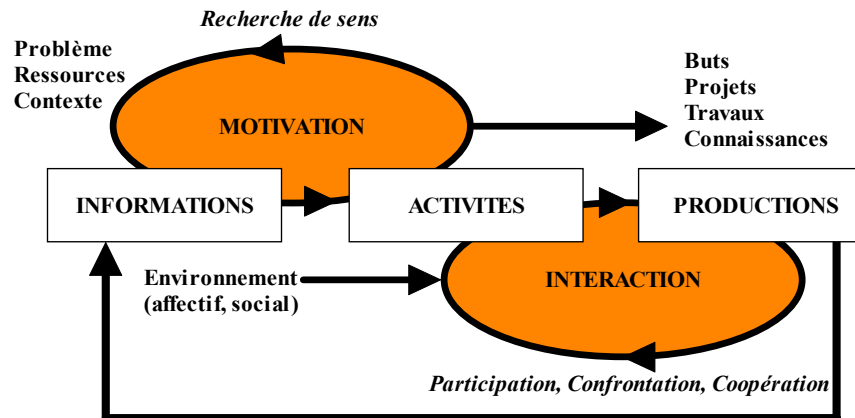 Recherche de sens
Problème
Ressources
Contexte
Buts
Projets
Travaux
Connaissances
MOTIVATION
INFORMATIONS
ACTIVITES
PRODUCTIONS
Environnement
(affectif, social)
INTERACTION
Participation, Confrontation, Coopération